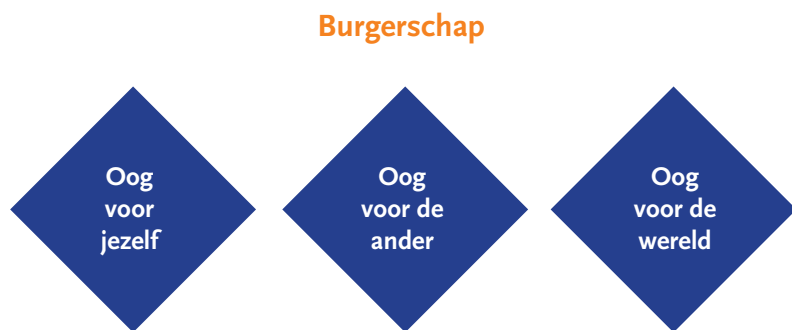 Burgerschap
Oog
voor
jezelf
Oog
voor de
ander
Oog
voor de
wereld